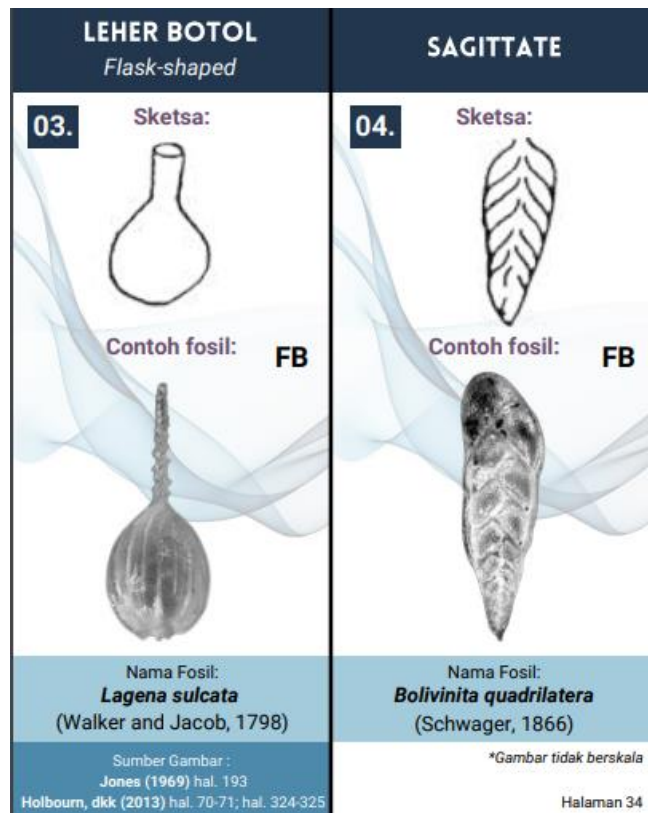 LEHER BOTOL
Flask-shaped
03.
Sketsa:
Contoh fosil:
FB
Nama Fosil:
Lagena sulcata
(Walker and Jacob, 1798)
Sumber Gambar :
Jones (1969) hal. 193
Holbourn, dkk (2013) hal. 70-71; hal. 324-325
SAGITTATE
04.
Sketsa:
Contoh fosil:
FB
Nama Fosil:
Bolivinita quadrilatera
(Schwager, 1866)
*Gambar tidak berskala
Halaman 34